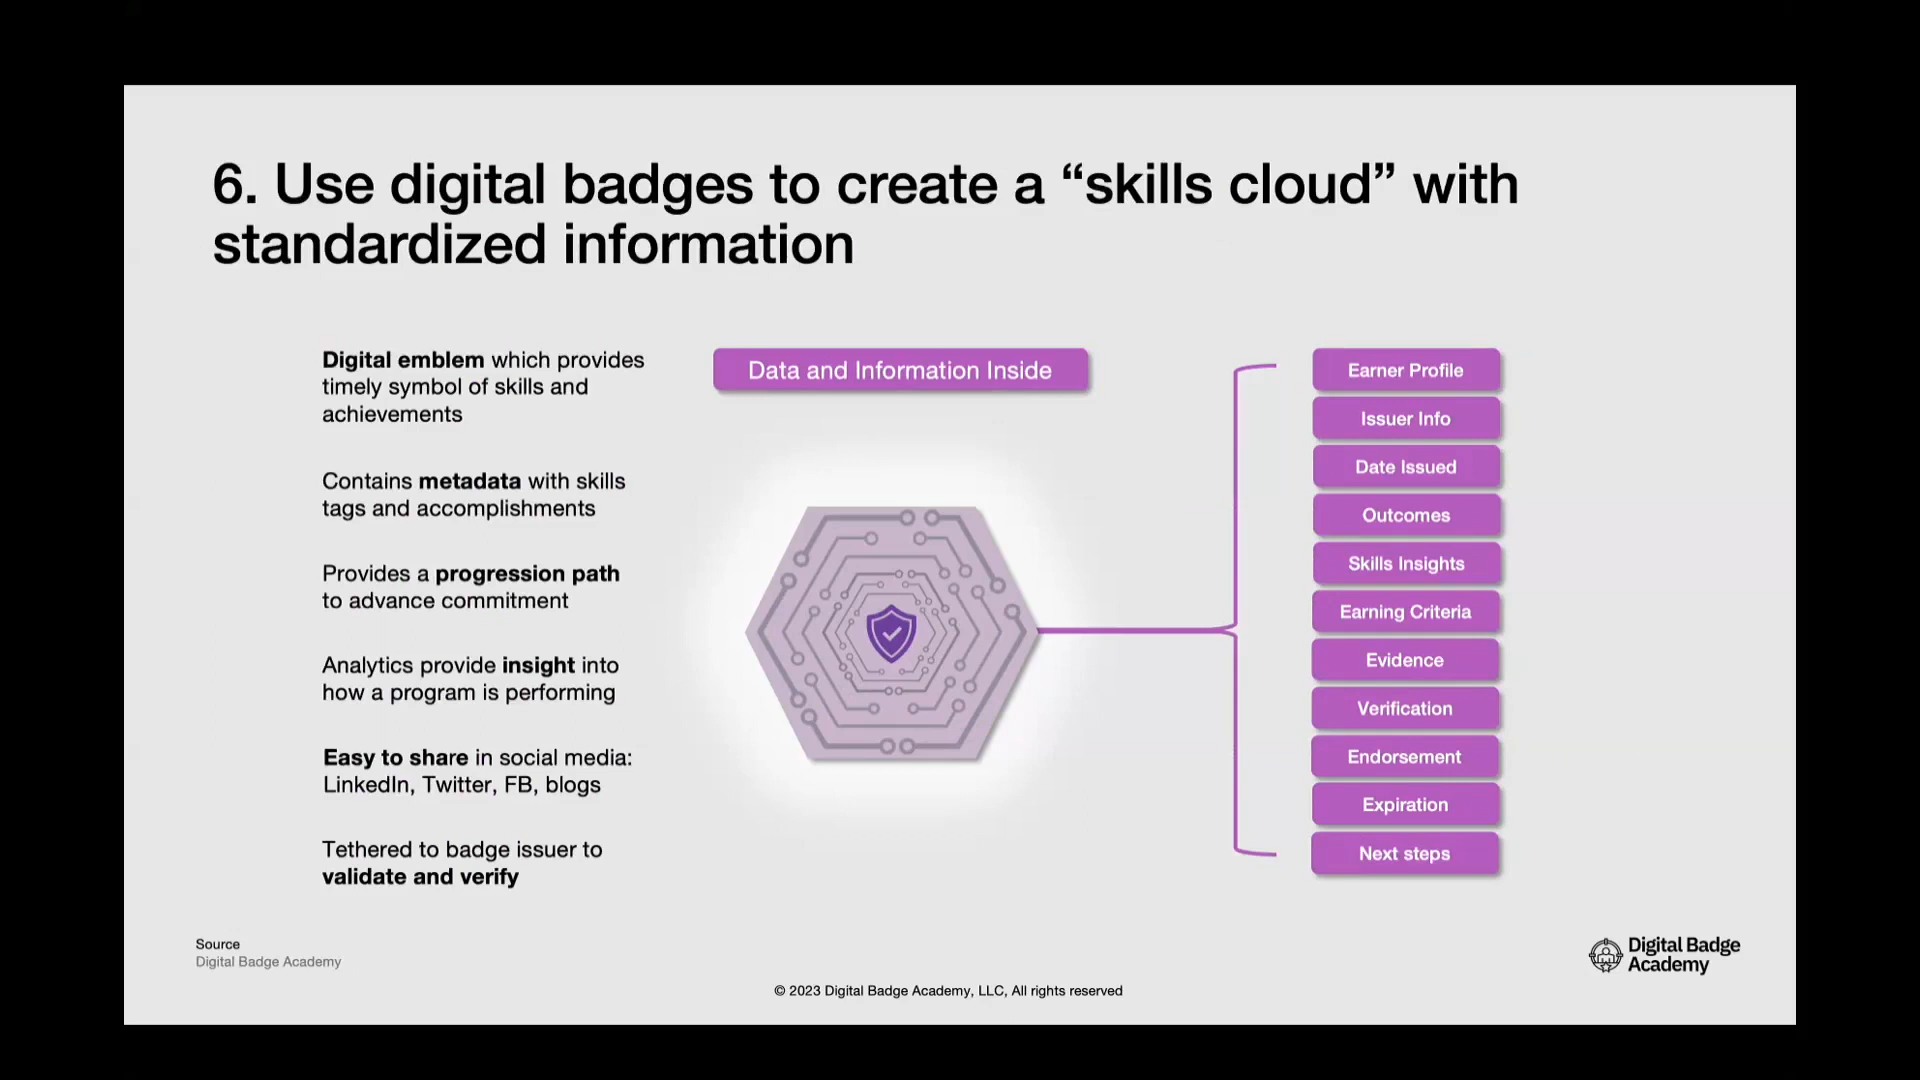 6. Use digital badges to create a “skills cloud” with
standardized information
Digital emblem which provides
timely symbol of skills and
achievements
Contains metadata with skills
tags and accomplishments
Provides a progression path
to advance commitment
Analytics provide insight into
how a program is performing
Easy to share in social media:
LinkedIn, Twitter, FB, blogs
Tethered to badge issuer to
validate and verify
Data and Information Inside
Earner Profile
Issuer Info
Date Issued
Outcomes
Skills Insights
Earning Criteria
Evidence
Verification
Endorsement
Expiration
Next steps
Source
Digital Badge Academy
Digital Badge
Academy
© 2023 Digital Badge Academy, LLC, All rights reserved